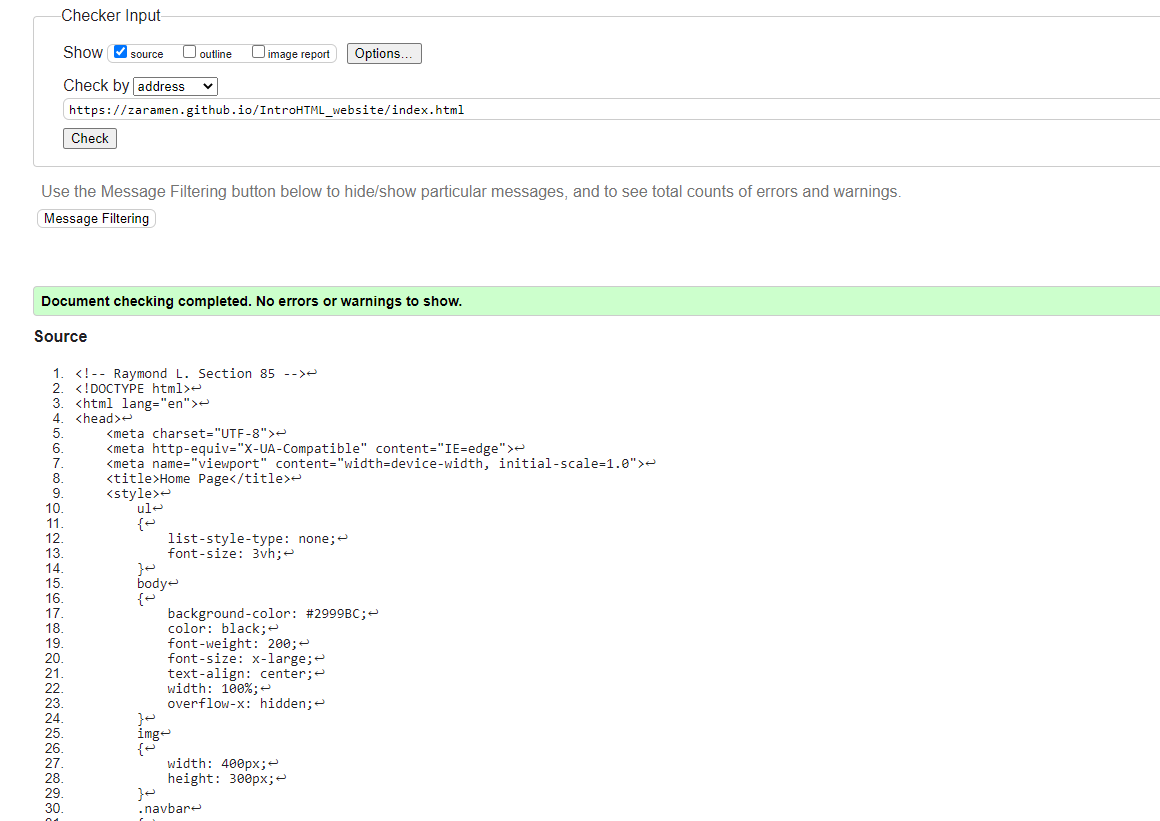 Checker Input
Show source outline image report Options...
Check by address
https://zaramen.github.io/IntroHTML_website/index.html
Check
Use the Message Filtering button below to hide/show particular messages, and to see total counts of errors and warnings.
Message Filtering
Document checking completed. No errors or warnings to show.
Source
1. <!-- Raymond L. Section 85 -->↩
2. <!DOCTYPE html>↩
3. <html lang="en">↩
4. <head>↩
5. <meta charset="UTF-8">↩
6. <meta http-equiv="X-UA-Compatible" content="IE=edge">↩
7. <meta name="viewport" content="width=device-width, initial-scale=1.0">↩
8. <title>Home Page</title>↩
9. <style>↩
10. ul↩
11. {↩
12. list-style-type: none;↩
13. font-size: 3vh;↩
14. }↩
15. body↩
16. {↩
17. background-color: #2999BC;↩
18. color: black;↩
19. font-weight: 200;↩
20. font-size: x-large;↩
21. text-align: center;↩
22. width: 100%;↩
23. overflow-x: hidden;↩
24. }↩
25. img↩
26. {↩
27. width: 400px;↩
28. height: 300px;↩
29. }↩
30. .navbar↩